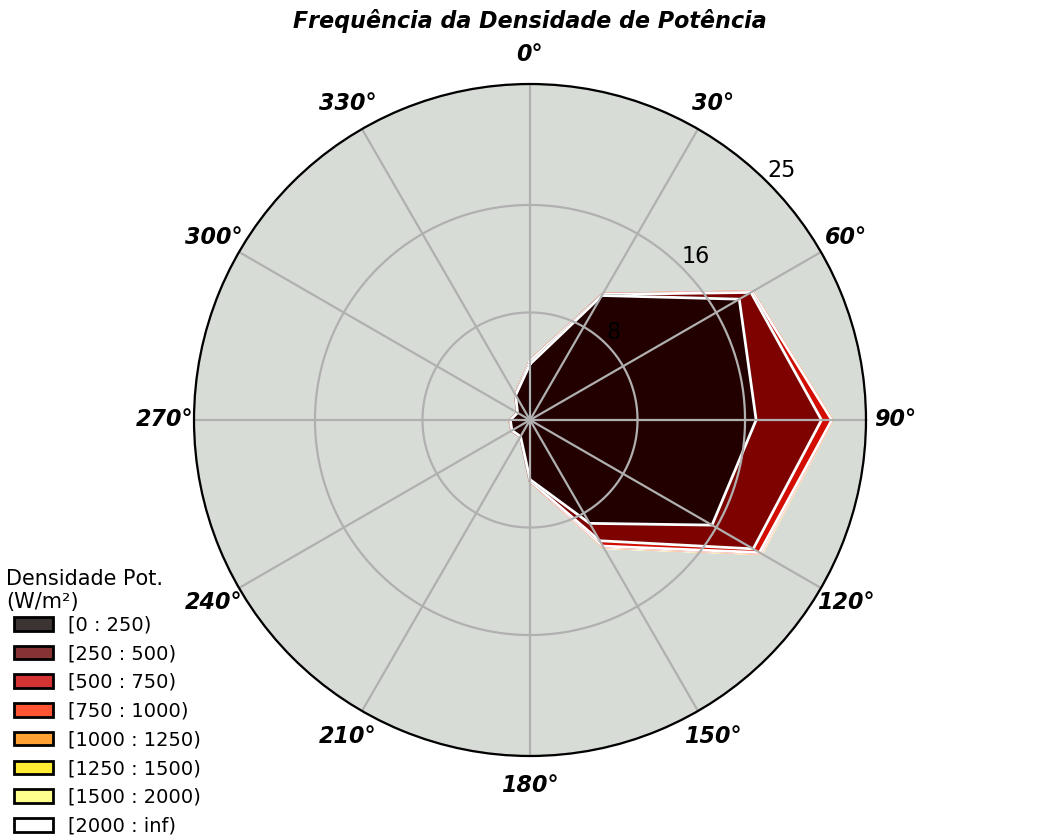 Frequência da Densidade de Potência
0°
330°
30°
25
300°
60°
16
8
270°
90°
Densidade Pot.
(W/m²)
240°
120°
[0 : 250)
[250 : 500)
[500 : 750)
[750 : 1000)
210°
150°
[1000 : 1250)
[1250 : 1500)
180°
[1500 : 2000)
[2000 : inf)